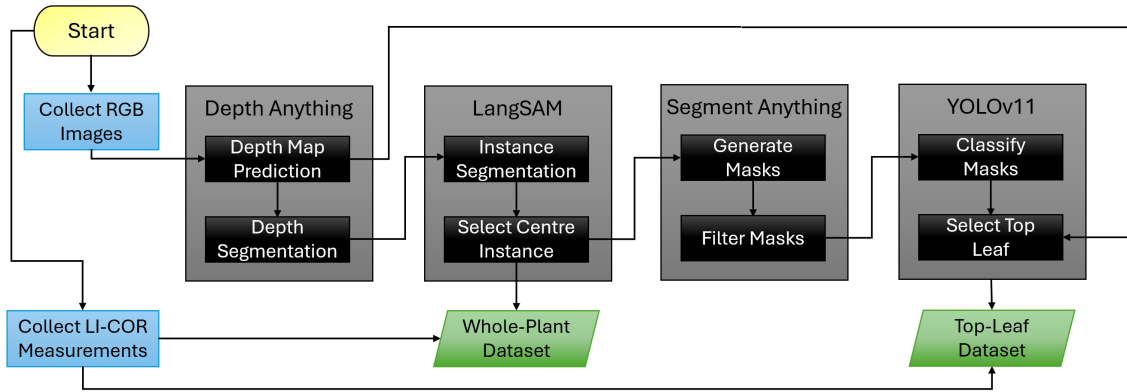 Start
Collect RGB
Images
Depth Anything
Depth Map
Prediction
Depth
Segmentation
LangSAM
Instance
Segmentation
Select Centre
Instance
Segment Anything
Generate
Masks
Filter Masks
YOLOv11
Classify
Masks
Select Top
Leaf
Collect LI-COR
Measurements
Whole-Plant
Dataset
Top-Leaf
Dataset